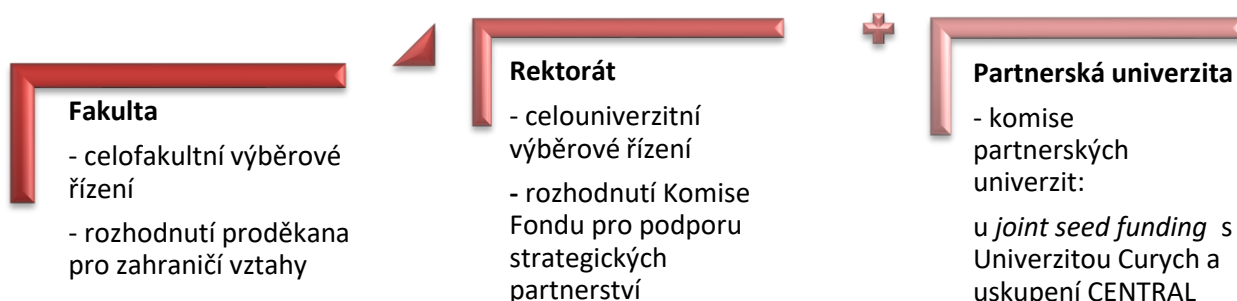 Fakulta
- celofakultní výběrové
řízení
- rozhodnutí proděkana
pro zahraničí vztahy
Rektorát
- celouniverzitní
výběrové řízení
- rozhodnutí Komise
Fondu pro podporu
strategických
partnerství
Partnerská univerzita
- komise
partnerských
univerzit:
u joint seed funding s
Univerzitou Curych a
uskupení CENTRAL